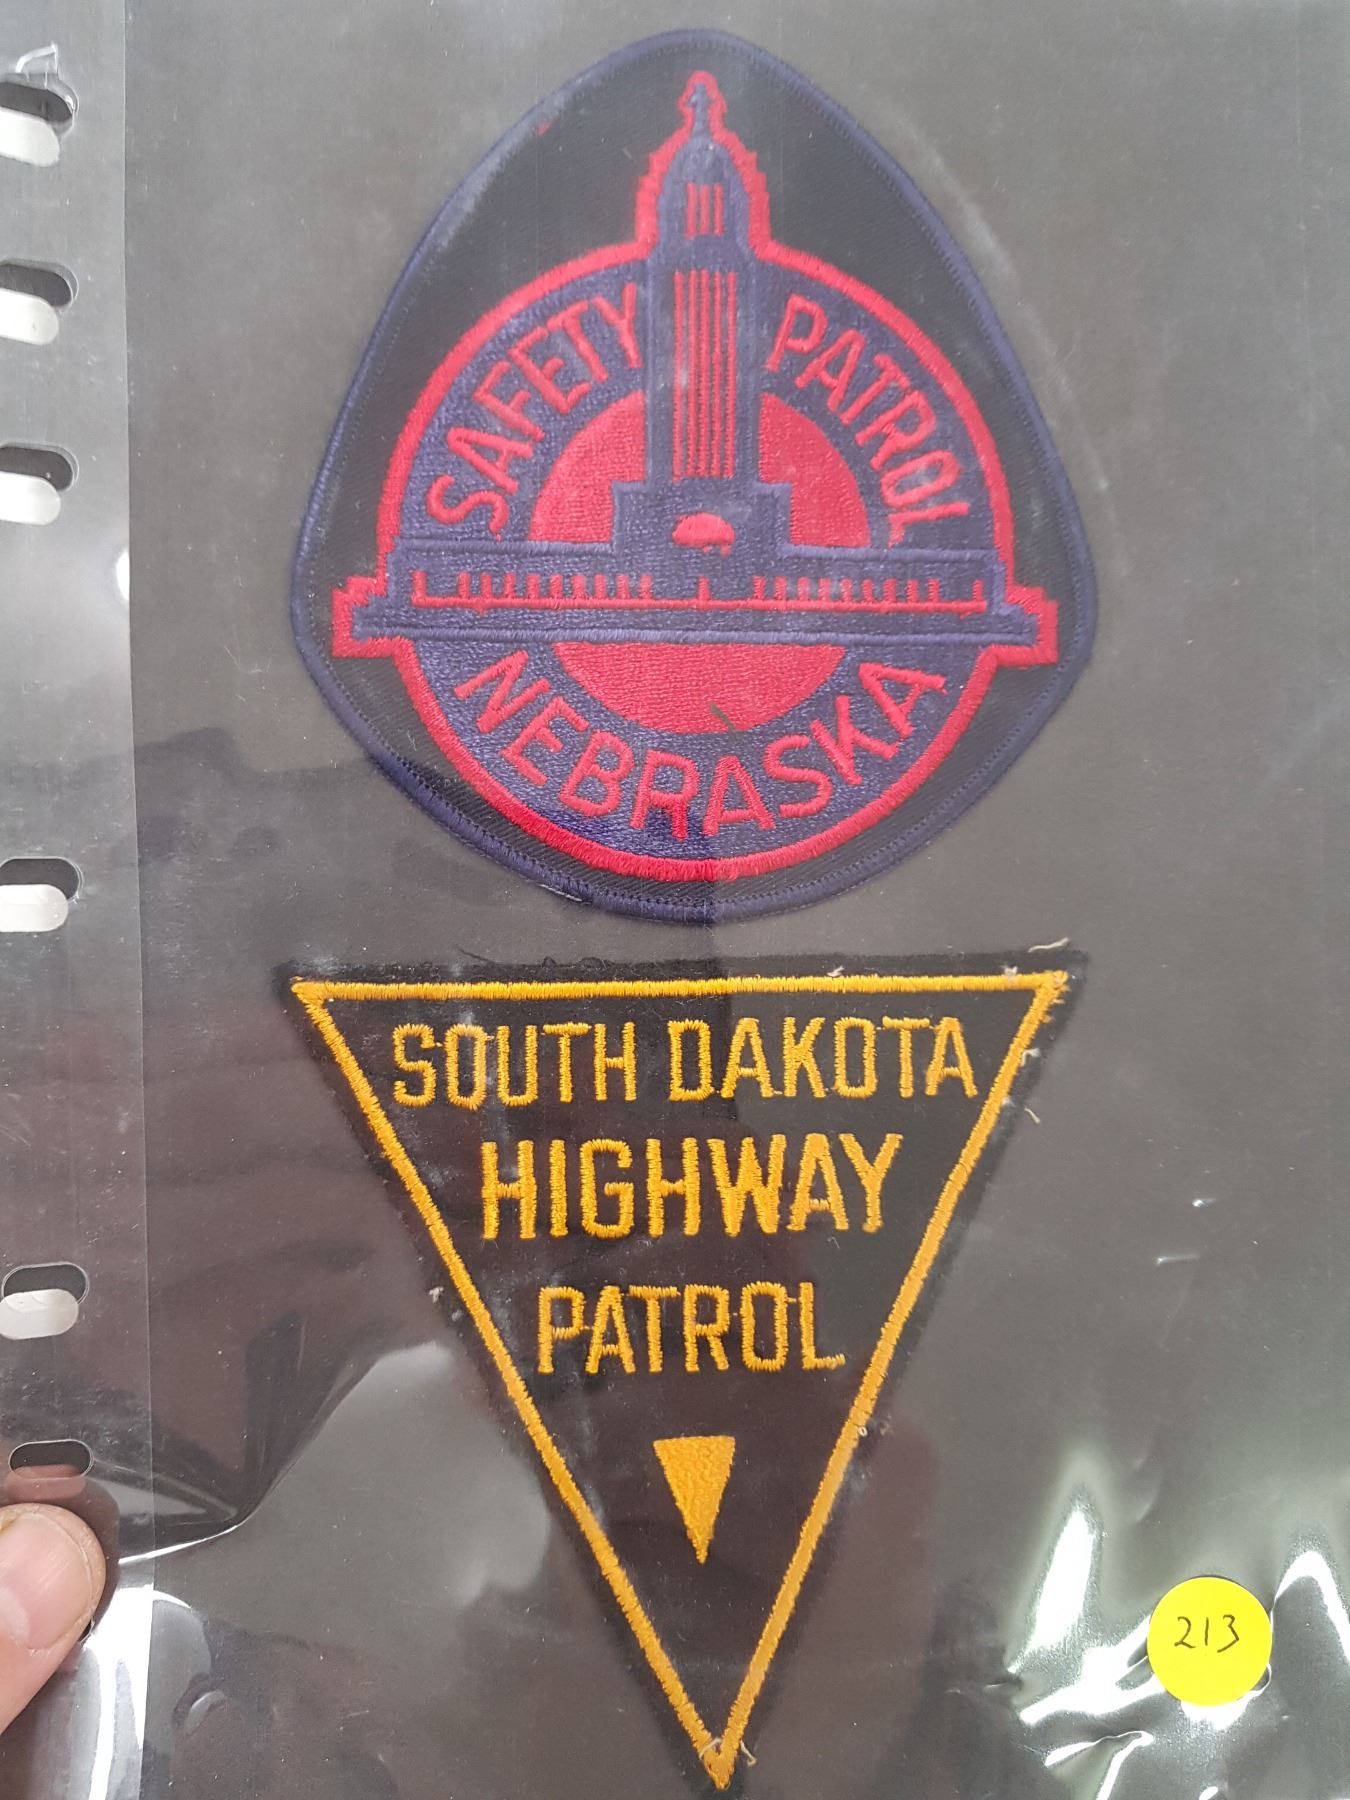 SAFETY PATROL
NEBRASKA
SOUTH DAKOTA
HIGHWAY
PATROL
213